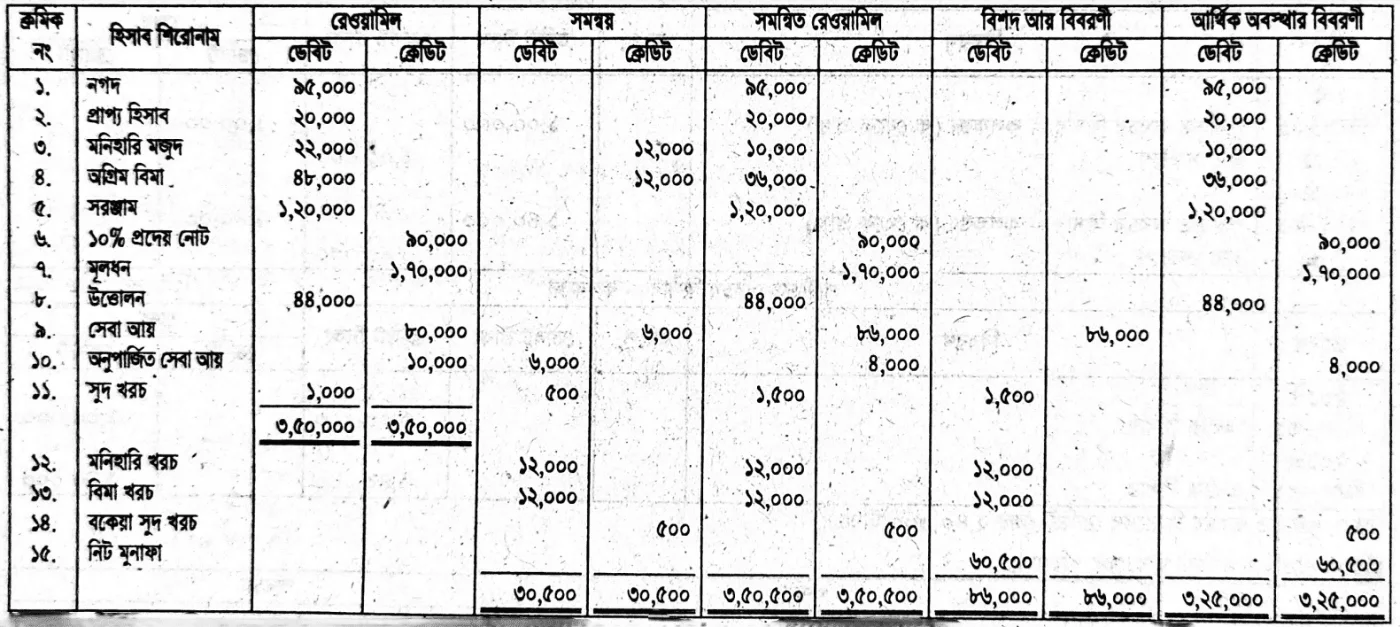 ক্রমিক নং হিসাব শিরোনাম রেওয়ামিল সমন্বয় সমন্বিত রেওয়ামিল বিশদ আয় বিবরণী আর্থিক অবস্থার বিবরণী
ডেবিট ক্রেডিট ডেবিট ক্রেডিট ডেবিট ক্রেডিট ডেবিট ক্রেডিট ডেবিট ক্রেডিট
১. নগদ ৯৫,০০০ ৯৫,০০০ ৯৫,০০০
২. প্রাপ্য হিসাব ২০,০০০ ২০,০০০ ২০,০০০
৩. মনিহারি মজুদ ২২,০০০ ১২,০০০ ১০,০০০ ১০,০০০
৪. অগ্রিম বিমা ৪৮,০০০ ১২,০০০ ৩৬,০০০ ৩৬,০০০
৫. সরঞ্জাম ১,২০,০০০ ১,২০,০০০ ১,২০,০০০
৬. ১০% প্রদেয় নোট ৯০,০০০ ৯০,০০০ ৯০,০০০
৭. মূলধন ১,৭০,০০০ ১,৭০,০০০ ১,৭০,০০০
৮. উত্তোলন ৪৪,০০০ ৪৪,০০০ ৪৪,০০০
৯. সেবা আয় ৮০,০০০ ৬,০০০ ৮৬,০০০ ৮৬,০০০
১০. অনুপার্জিত সেবা আয় ১০,০০০ ৬,০০০ ৪,০০০ ৪,০০০
১১. সুদ খরচ ১,০০০ ৫০০ ১,৫০০ ১,৫০০
৩,৫০,০০০ ৩,৫০,০০০
১২. মনিহারি খরচ ১২,০০০ ১২,০০০ ১২,০০০
১৩. বিমা খরচ ১২,০০০ ১২,০০০ ১২,০০০
১৪. বকেয়া সুদ খরচ ৫০০ ৫০০ ৫০০
১৫. নিট মুনাফা ৬০,৫০০ ৬০,৫০০
৩০,৫০০ ৩০,৫০০ ৩,৫০,৫০০ ৩,৫০,৫০০ ৮৬,০০০ ৮৬,০০০ ৩,২৫,০০০ ৩,২৫,০০০